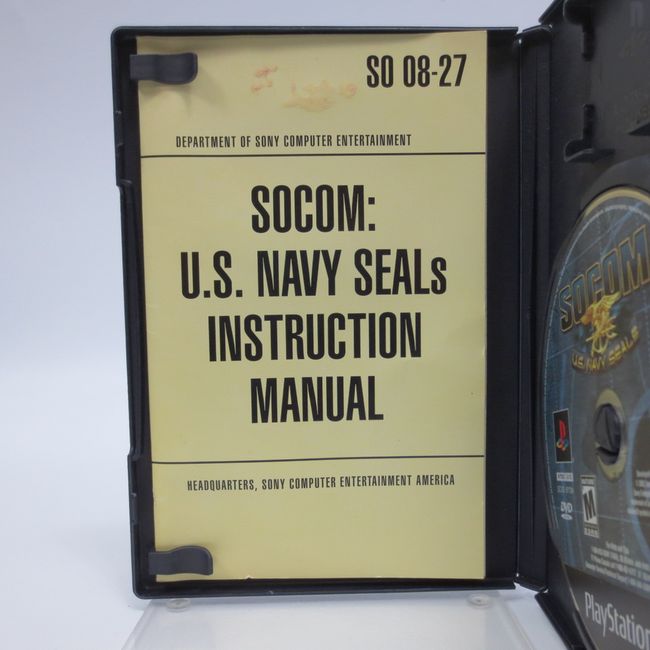 SO 08-27
DEPARTMENT OF SONY COMPUTER ENTERTAINMENT
SOCOM:
U.S. NAVY SEALs
INSTRUCTION
MANUAL
HEADQUARTERS, SONY COMPUTER ENTERTAINMENT AMERICA
SOCOM
U.S. NAVY SEALS
DVD
M
PlayStation